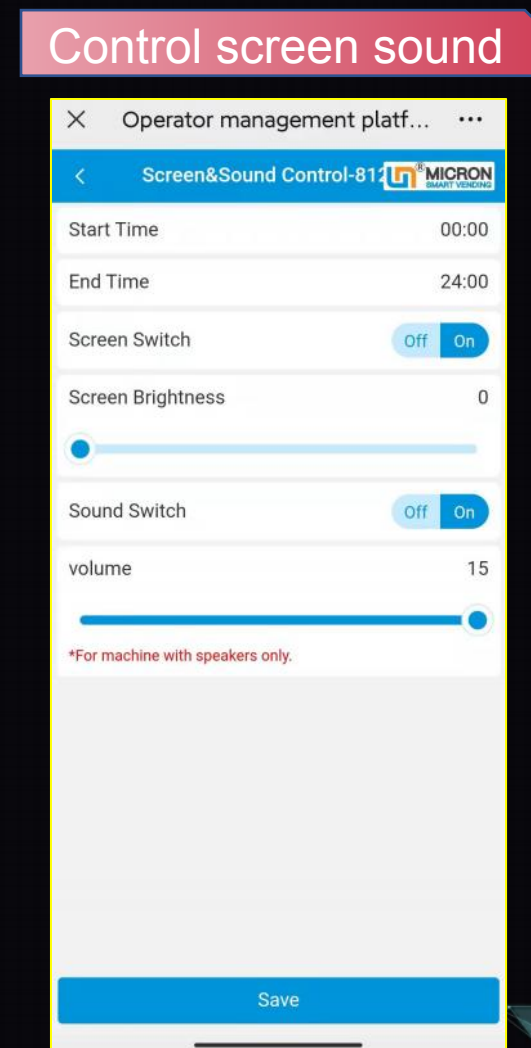 Control screen sound
Operator management platf...
Screen&Sound Control-812
® MICRON
SMART VENDING
Start Time 00:00
End Time 24:00
Screen Switch Off On
Screen Brightness 0
Sound Switch Off On
volume 15
*For machine with speakers only.
Save